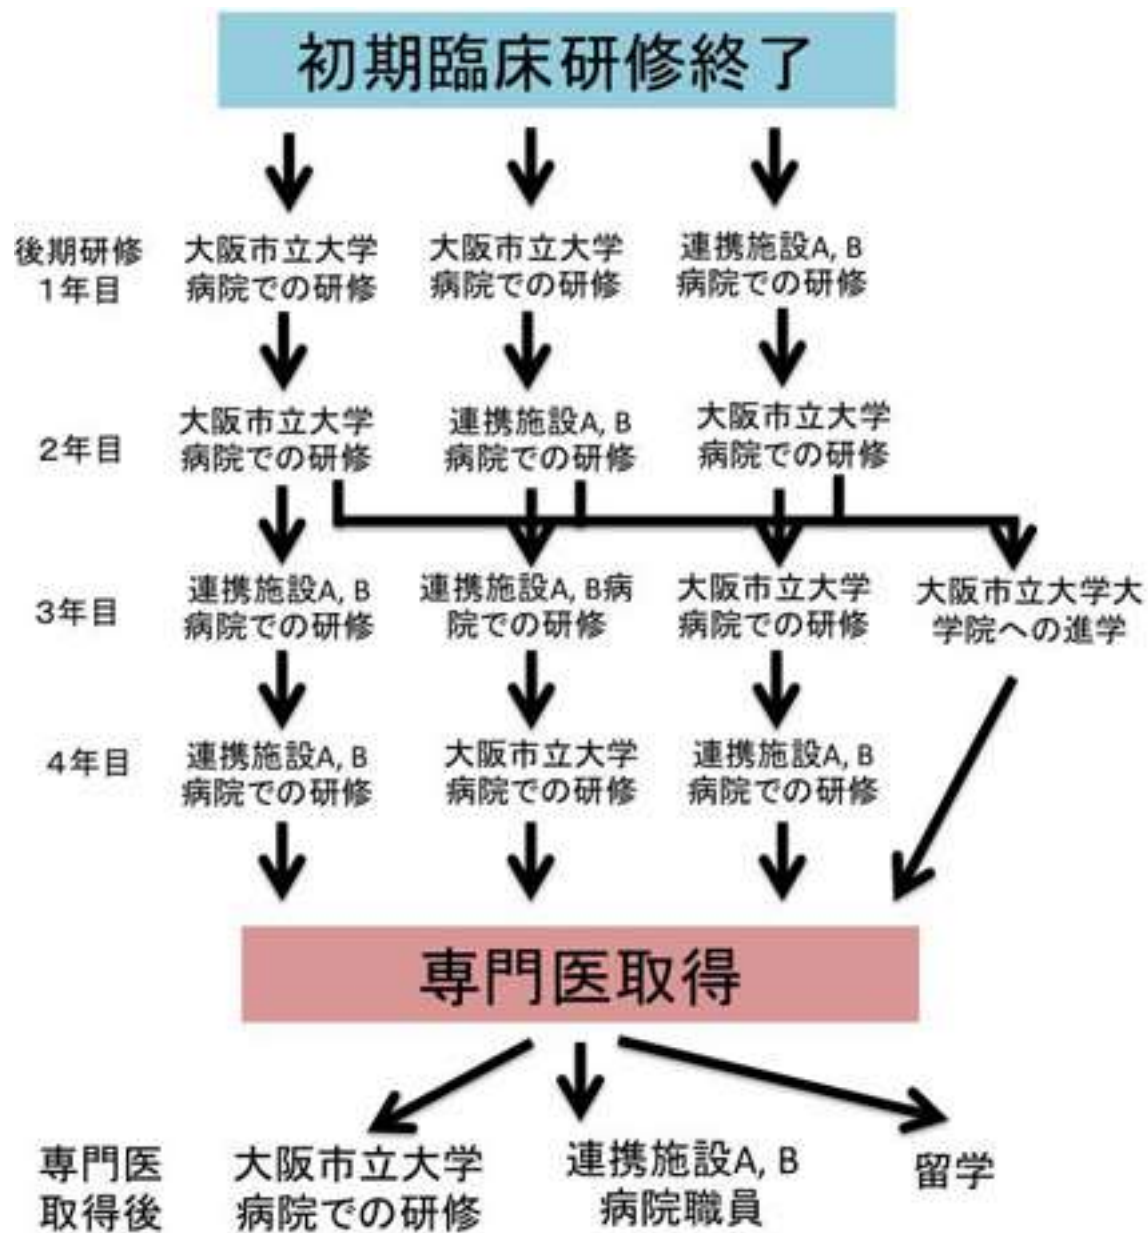 初期臨床研修終了
後期研修
1年目
大阪市立大学
病院での研修
大阪市立大学
病院での研修
連携施設A, B
病院での研修
2年目
大阪市立大学
病院での研修
連携施設A, B
病院での研修
大阪市立大学
病院での研修
3年目
連携施設A, B
病院での研修
連携施設A, B病
院での研修
大阪市立大学
病院での研修
大阪市立大学大
学院への進学
4年目
連携施設A, B
病院での研修
大阪市立大学
病院での研修
連携施設A, B
病院での研修
専門医取得
専門医
取得後
大阪市立大学
病院での研修
連携施設A, B
病院職員
留学